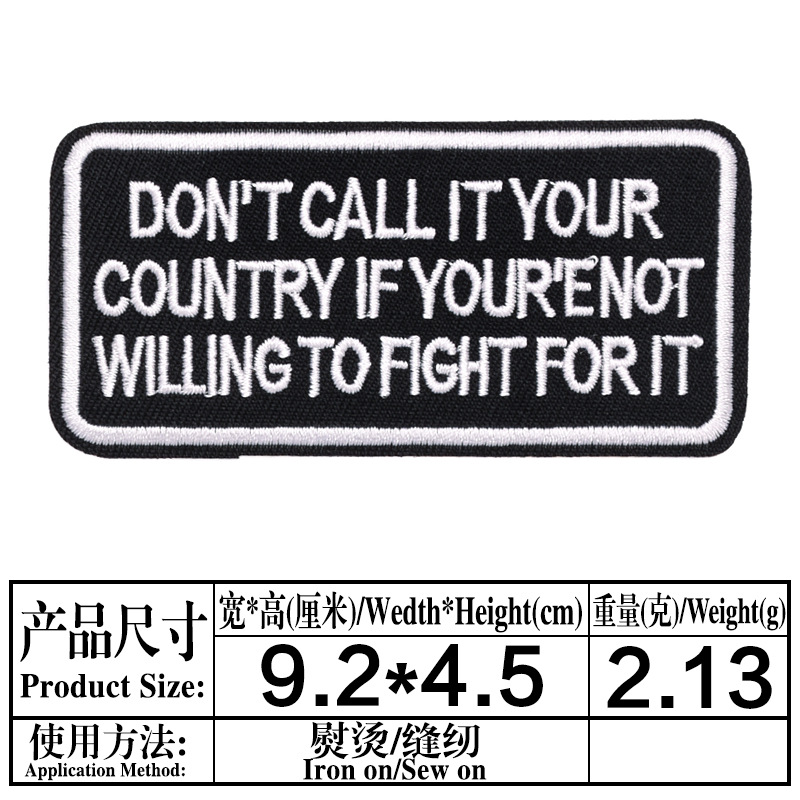 DON'T CALL IT YOUR
COUNTRY IF YOUR'E NOT
WILLING TO FIGHT FOR IT
产品尺寸
Product Size:
宽*高(厘米)/Wedth*Height(cm)
9.2*4.5
重量(克)/Weight(g)
2.13
使用方法:
Application Method:
熨烫/缝纫
Iron on/Sew on